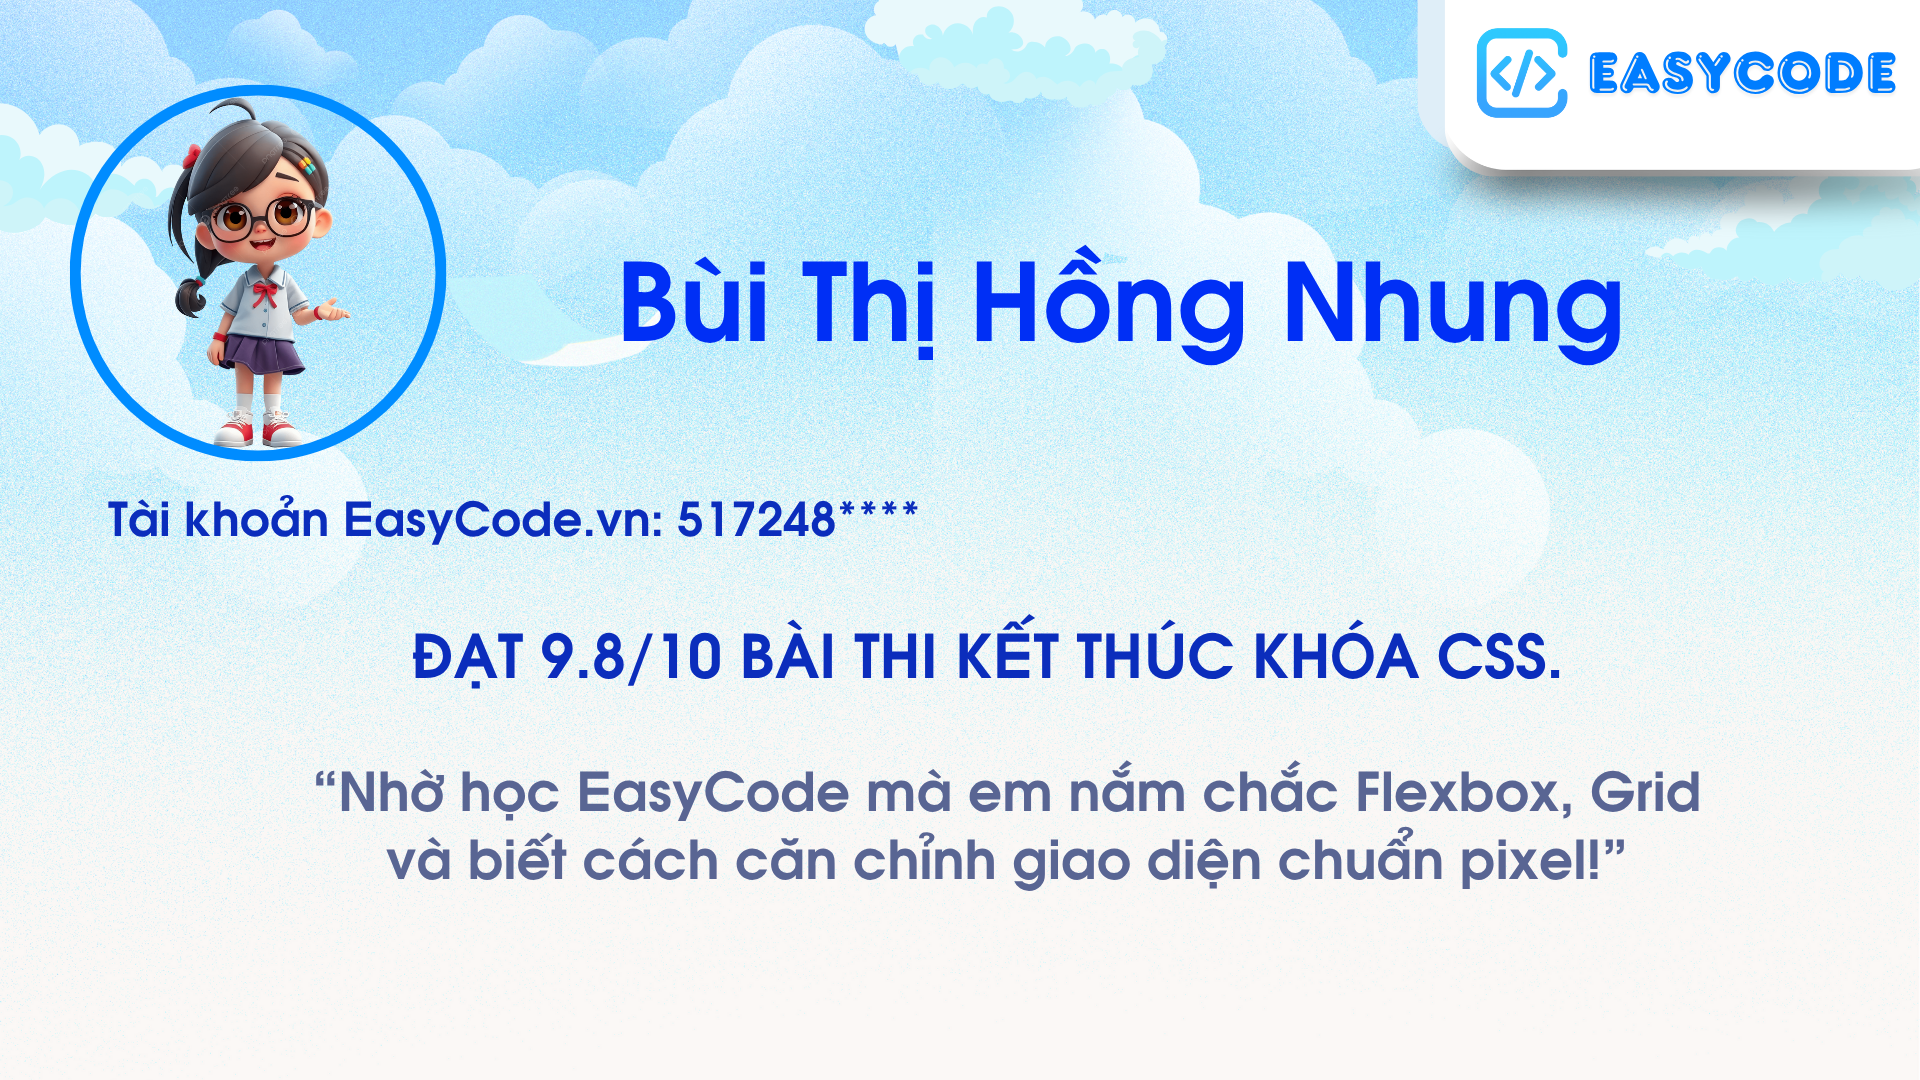 EASYCODE
Bùi Thị Hồng Nhung
Tài khoản EasyCode.vn: 517248****
ĐẠT 9.8/10 BÀI THI KẾT THÚC KHÓA CSS.
“Nhờ học EasyCode mà em nắm chắc Flexbox, Grid
và biết cách căn chỉnh giao diện chuẩn pixel!”